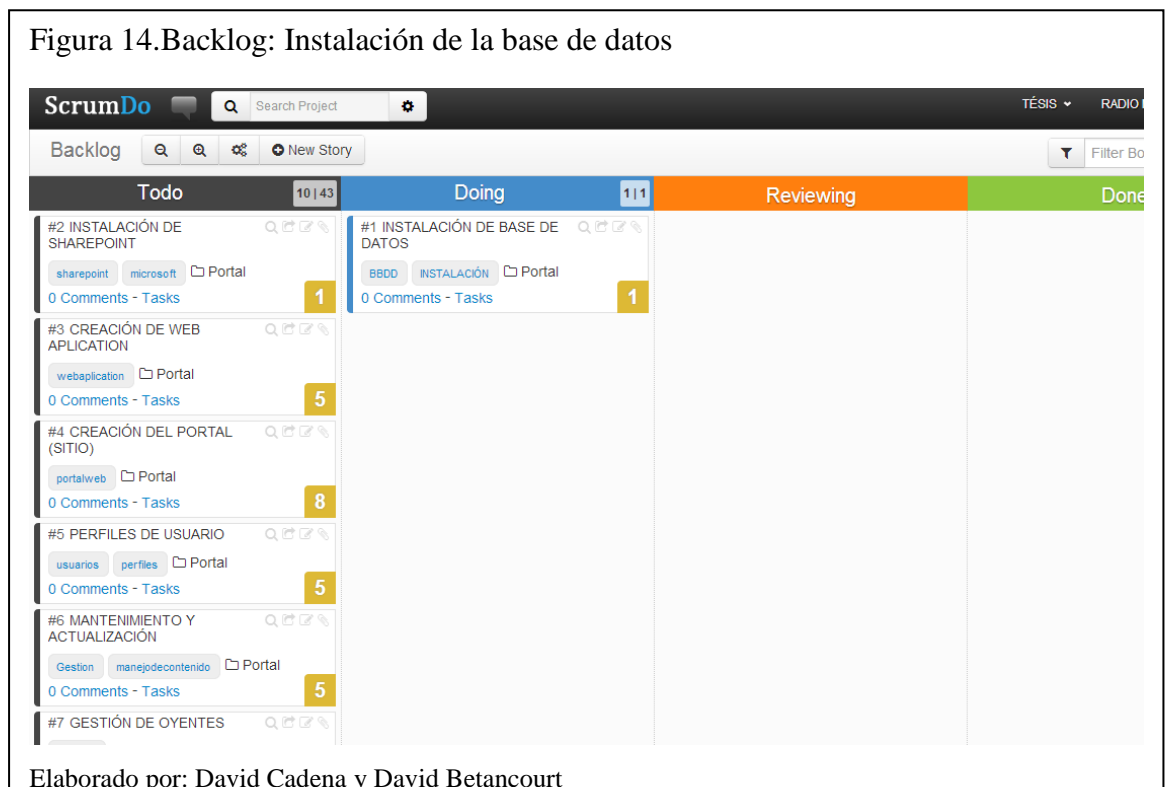 Figura 14.Backlog: Instalación de la base de datos
ScrumDo Search Project TÉSIS RADIO
Backlog New Story Filter Bo
Todo 10|43 Doing 1|1 Reviewing Done
#2 INSTALACIÓN DE
SHAREPOINT
sharepoint microsoft Portal
0 Comments - Tasks 1
#1 INSTALACIÓN DE BASE DE
DATOS
BBDD INSTALACIÓN Portal
0 Comments - Tasks 1
#3 CREACIÓN DE WEB
APLICATION
webaplication Portal
0 Comments - Tasks 5
#4 CREACIÓN DEL PORTAL
(SITIO)
portalweb Portal
0 Comments - Tasks 8
#5 PERFILES DE USUARIO
usuarios perfiles Portal
0 Comments - Tasks 5
#6 MANTENIMIENTO Y
ACTUALIZACIÓN
Gestion manejodecontenido Portal
0 Comments - Tasks 5
#7 GESTIÓN DE OYENTES
Elaborado por: David Cadena y David Betancourt